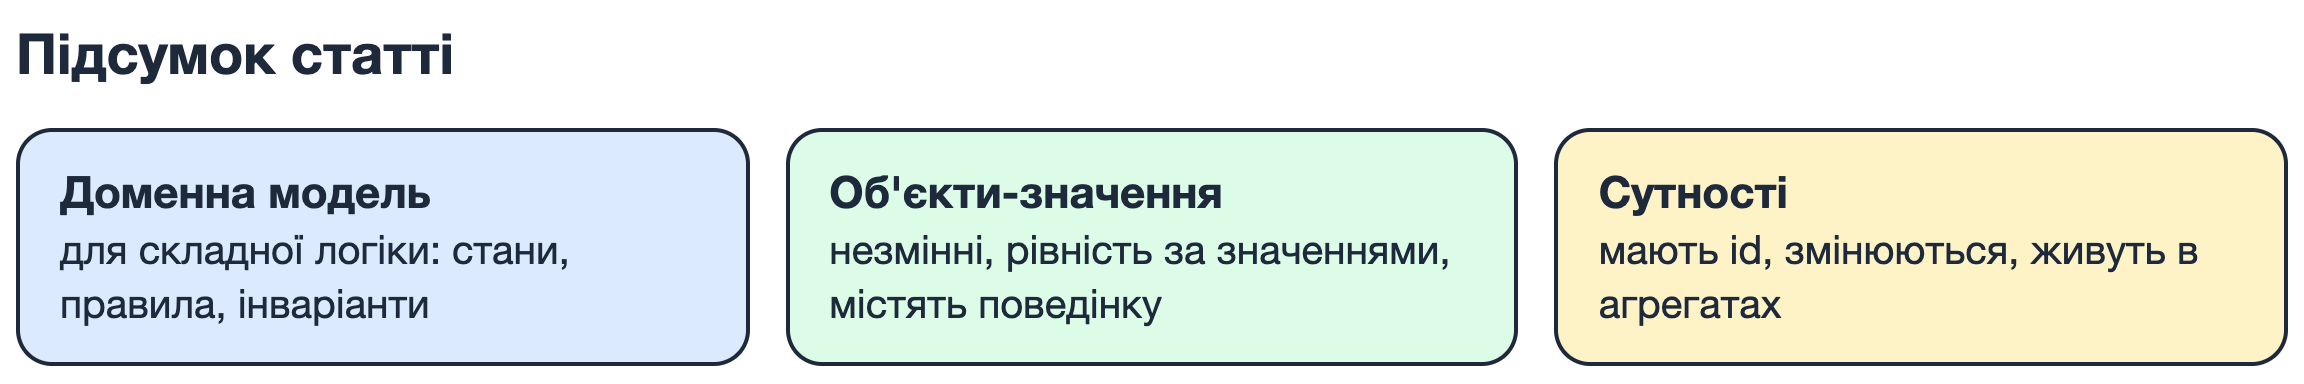 Підсумок статті
Доменна модель
для складної логіки: стани,
правила, інваріанти
Об'єкти-значення
незмінні, рівність за значеннями,
містять поведінку
Сутності
мають id, змінюються, живуть в
агрегатах